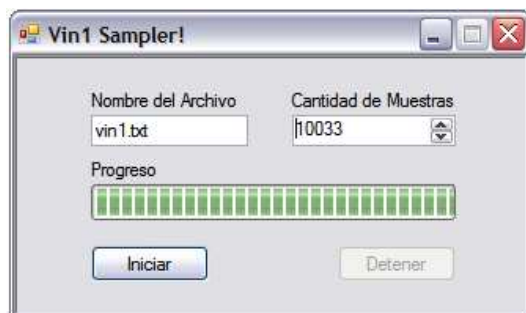 Vin1 Sampler!
Nombre del Archivo
Cantidad de Muestras
vin1.txt
10033
Progreso
Iniciar
Detener